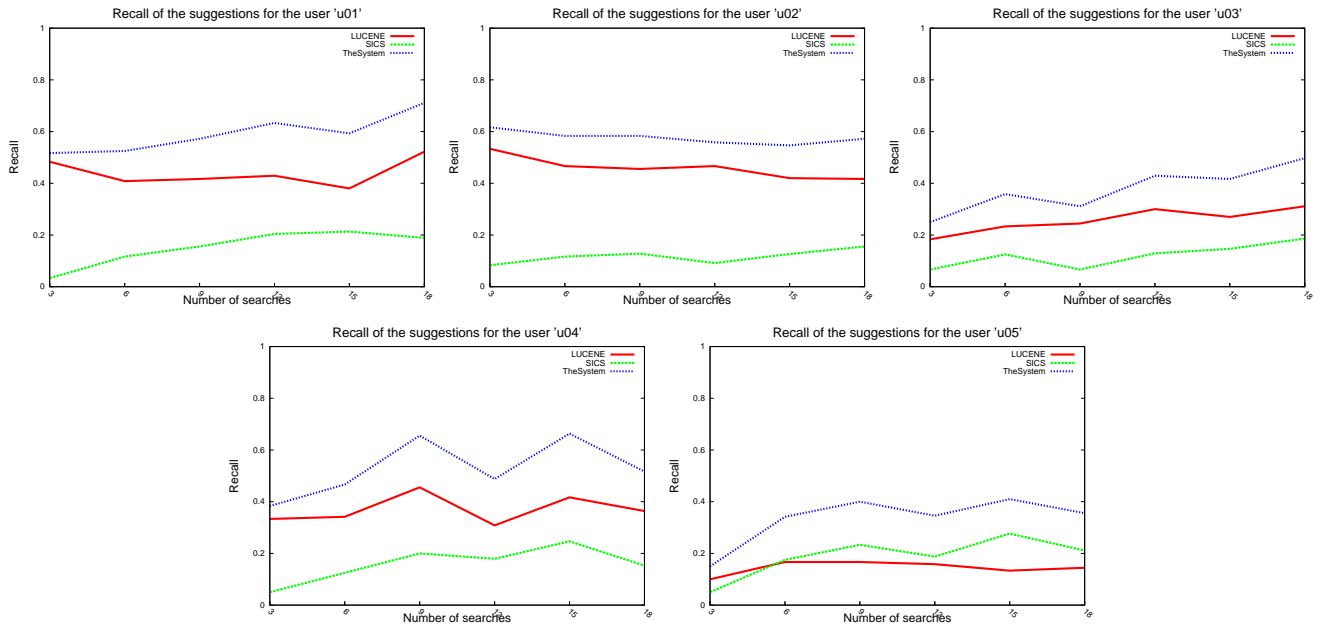 Recall of the suggestions for the user 'u01'
LUCENE
SICS
TheSystem
1
0.8
0.6
0.4
0.2
0
Recall
3
6
9
12
15
18
Number of searches
Recall of the suggestions for the user 'u02'
LUCENE
SICS
TheSystem
1
0.8
0.6
0.4
0.2
0
Recall
3
6
9
12
15
18
Number of searches
Recall of the suggestions for the user 'u03'
LUCENE
SICS
TheSystem
1
0.8
0.6
0.4
0.2
0
Recall
3
6
9
12
15
18
Number of searches
Recall of the suggestions for the user 'u04'
LUCENE
SICS
TheSystem
1
0.8
0.6
0.4
0.2
0
Recall
3
6
9
12
15
18
Number of searches
Recall of the suggestions for the user 'u05'
LUCENE
SICS
TheSystem
1
0.8
0.6
0.4
0.2
0
Recall
3
6
9
12
15
18
Number of searches